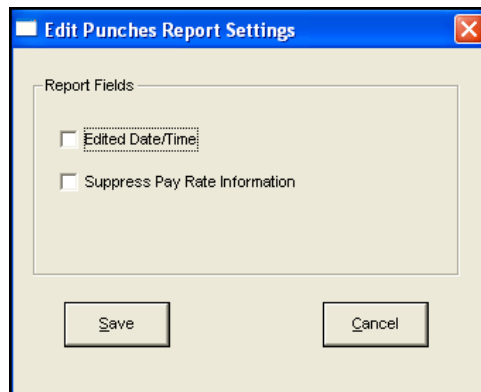 Edit Punches Report Settings
Report Fields
Edited Date/Time
Suppress Pay Rate Information
Save
Cancel